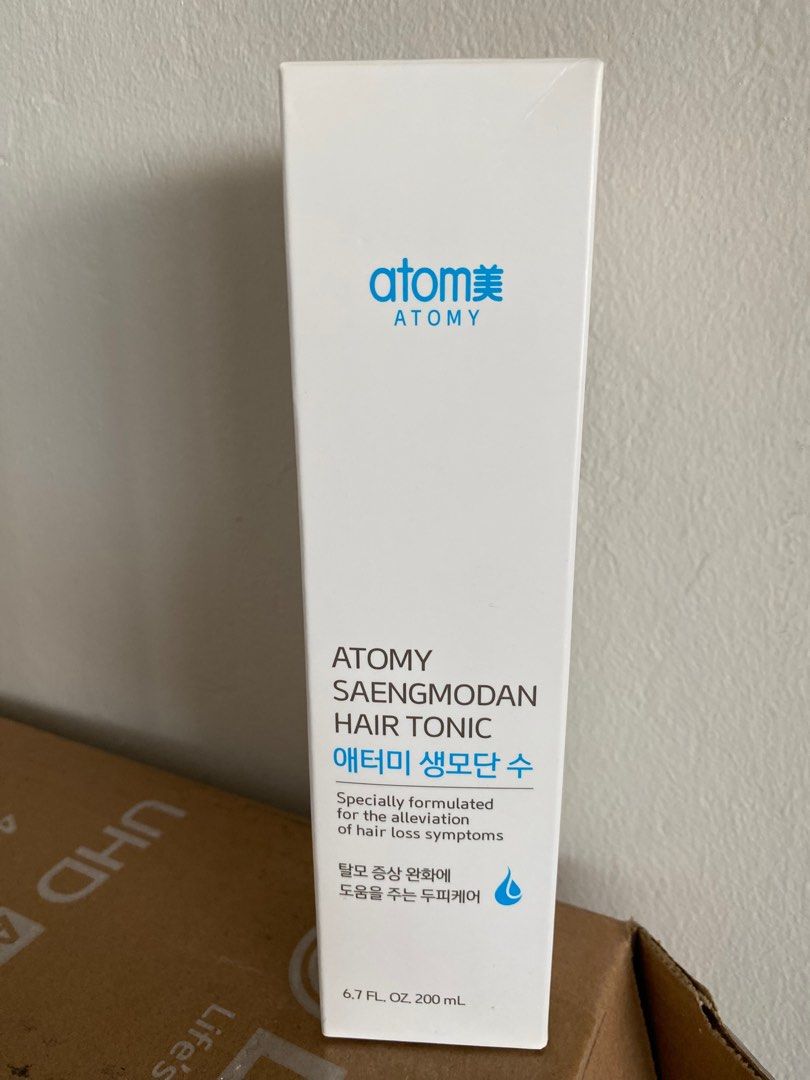 atom美
ATOMY
ATOMY
SAENGMODAN
HAIR TONIC
애터미 생모단 수
Specially formulated
for the alleviation
of hair loss symptoms
탈모 증상 완화에
도움을 주는 두피케어
6.7 FL. OZ. 200 mL
UHD
Life's